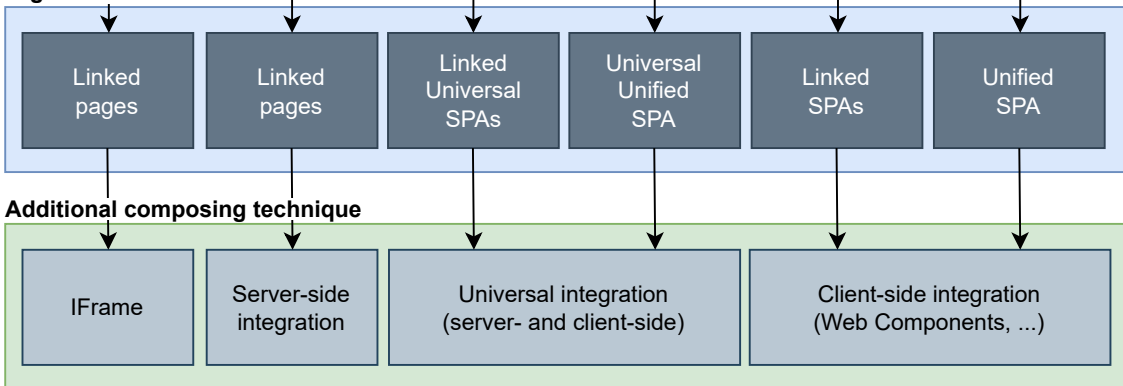 Linked
pages
Linked
pages
Linked
Universal
SPAs
Universal
Unified
SPA
Linked
SPAs
Unified
SPA
Additional composing technique
IFrame
Server-side
integration
Universal integration
(server- and client-side)
Client-side integration
(Web Components, ...)